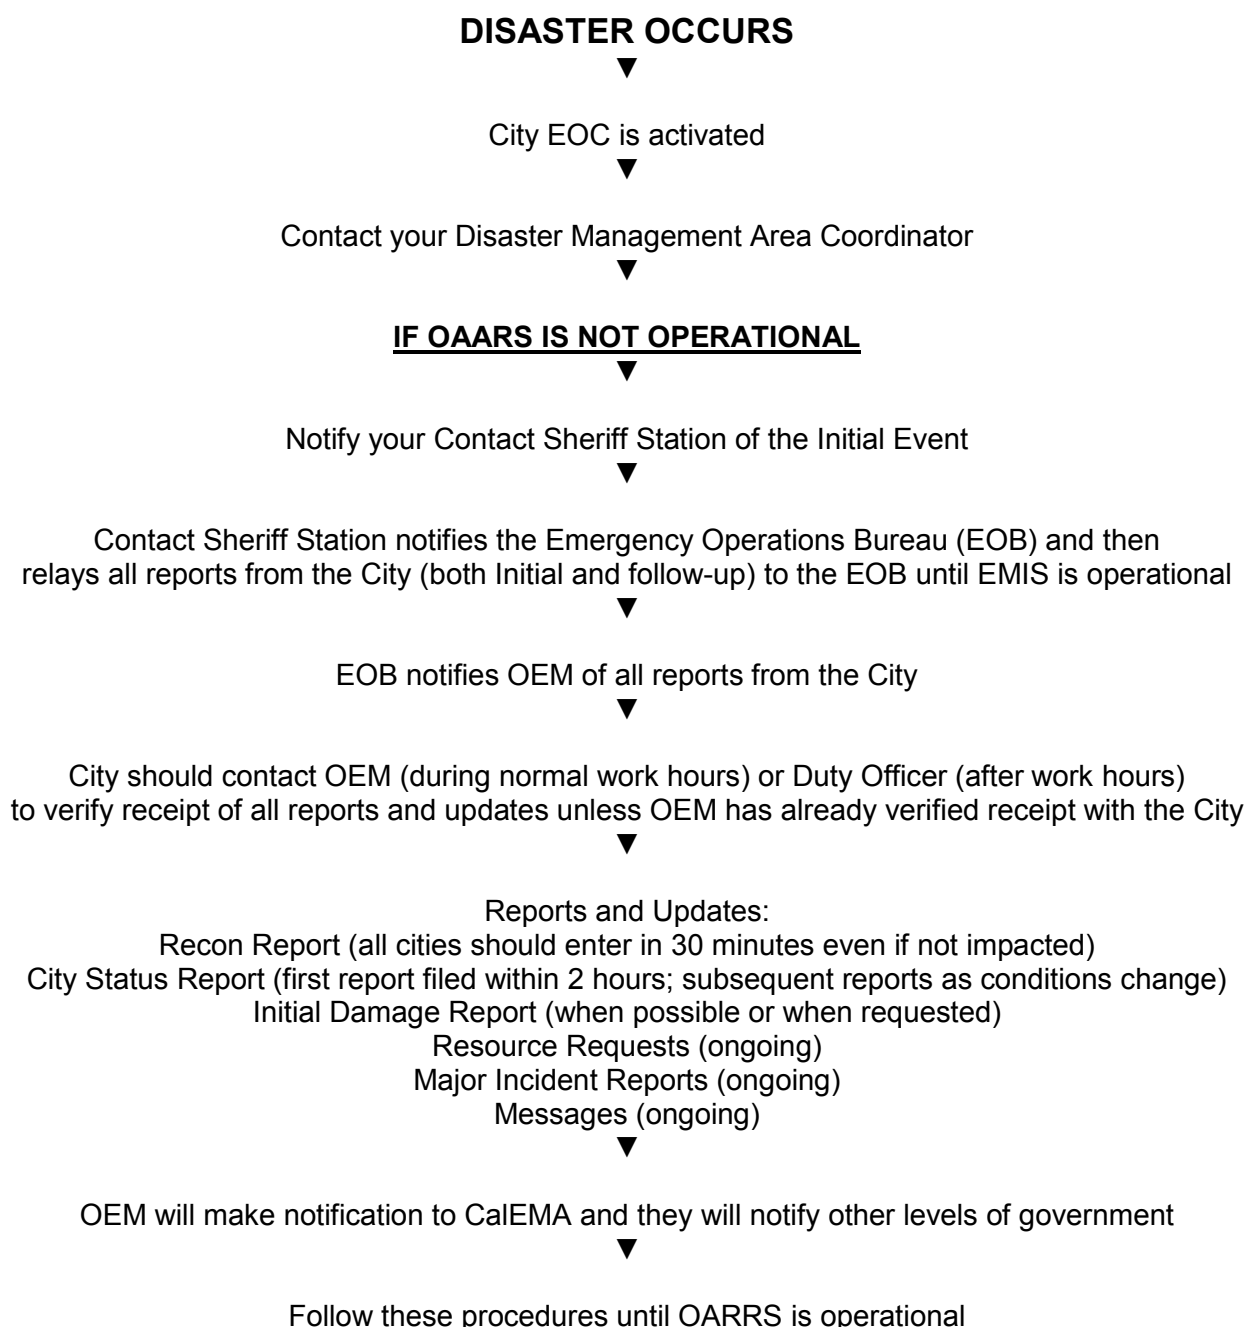 DISASTER OCCURS
▼
City EOC is activated
▼
Contact your Disaster Management Area Coordinator
▼
IF OAARS IS NOT OPERATIONAL
▼
Notify your Contact Sheriff Station of the Initial Event
▼
Contact Sheriff Station notifies the Emergency Operations Bureau (EOB) and then
relays all reports from the City (both Initial and follow-up) to the EOB until EMIS is operational
▼
EOB notifies OEM of all reports from the City
▼
City should contact OEM (during normal work hours) or Duty Officer (after work hours)
to verify receipt of all reports and updates unless OEM has already verified receipt with the City
▼
Reports and Updates:
Recon Report (all cities should enter in 30 minutes even if not impacted)
City Status Report (first report filed within 2 hours; subsequent reports as conditions change)
Initial Damage Report (when possible or when requested)
Resource Requests (ongoing)
Major Incident Reports (ongoing)
Messages (ongoing)
▼
OEM will make notification to CalEMA and they will notify other levels of government
▼
Follow these procedures until OARRS is operational